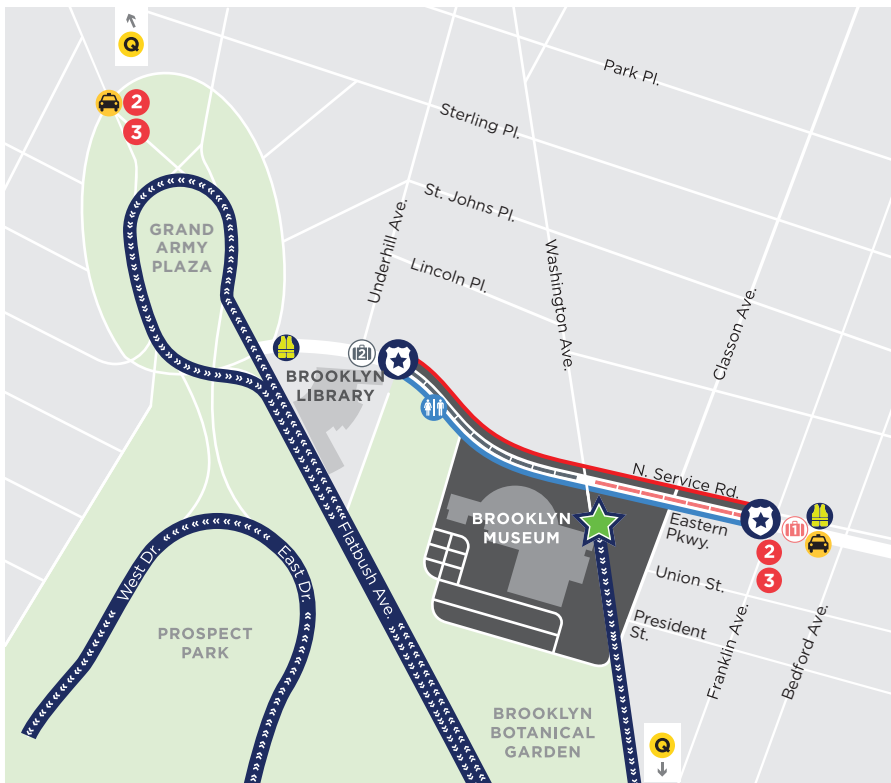 Q
2
3
Park Pl.
Sterling Pl.
St. Johns Pl.
Lincoln Pl.
Underhill Ave.
Washington Ave.
Classon Ave.
GRAND
ARMY
PLAZA
2
BROOKLYN
LIBRARY
N. Service Rd.
BROOKLYN
MUSEUM
Eastern
Pkwy.
1
2
3
Union St.
President
St.
Franklin Ave.
Bedford Ave.
Flatbush Ave.
West Dr.
East Dr.
PROSPECT
PARK
BROOKLYN
BOTANICAL
GARDEN
Q